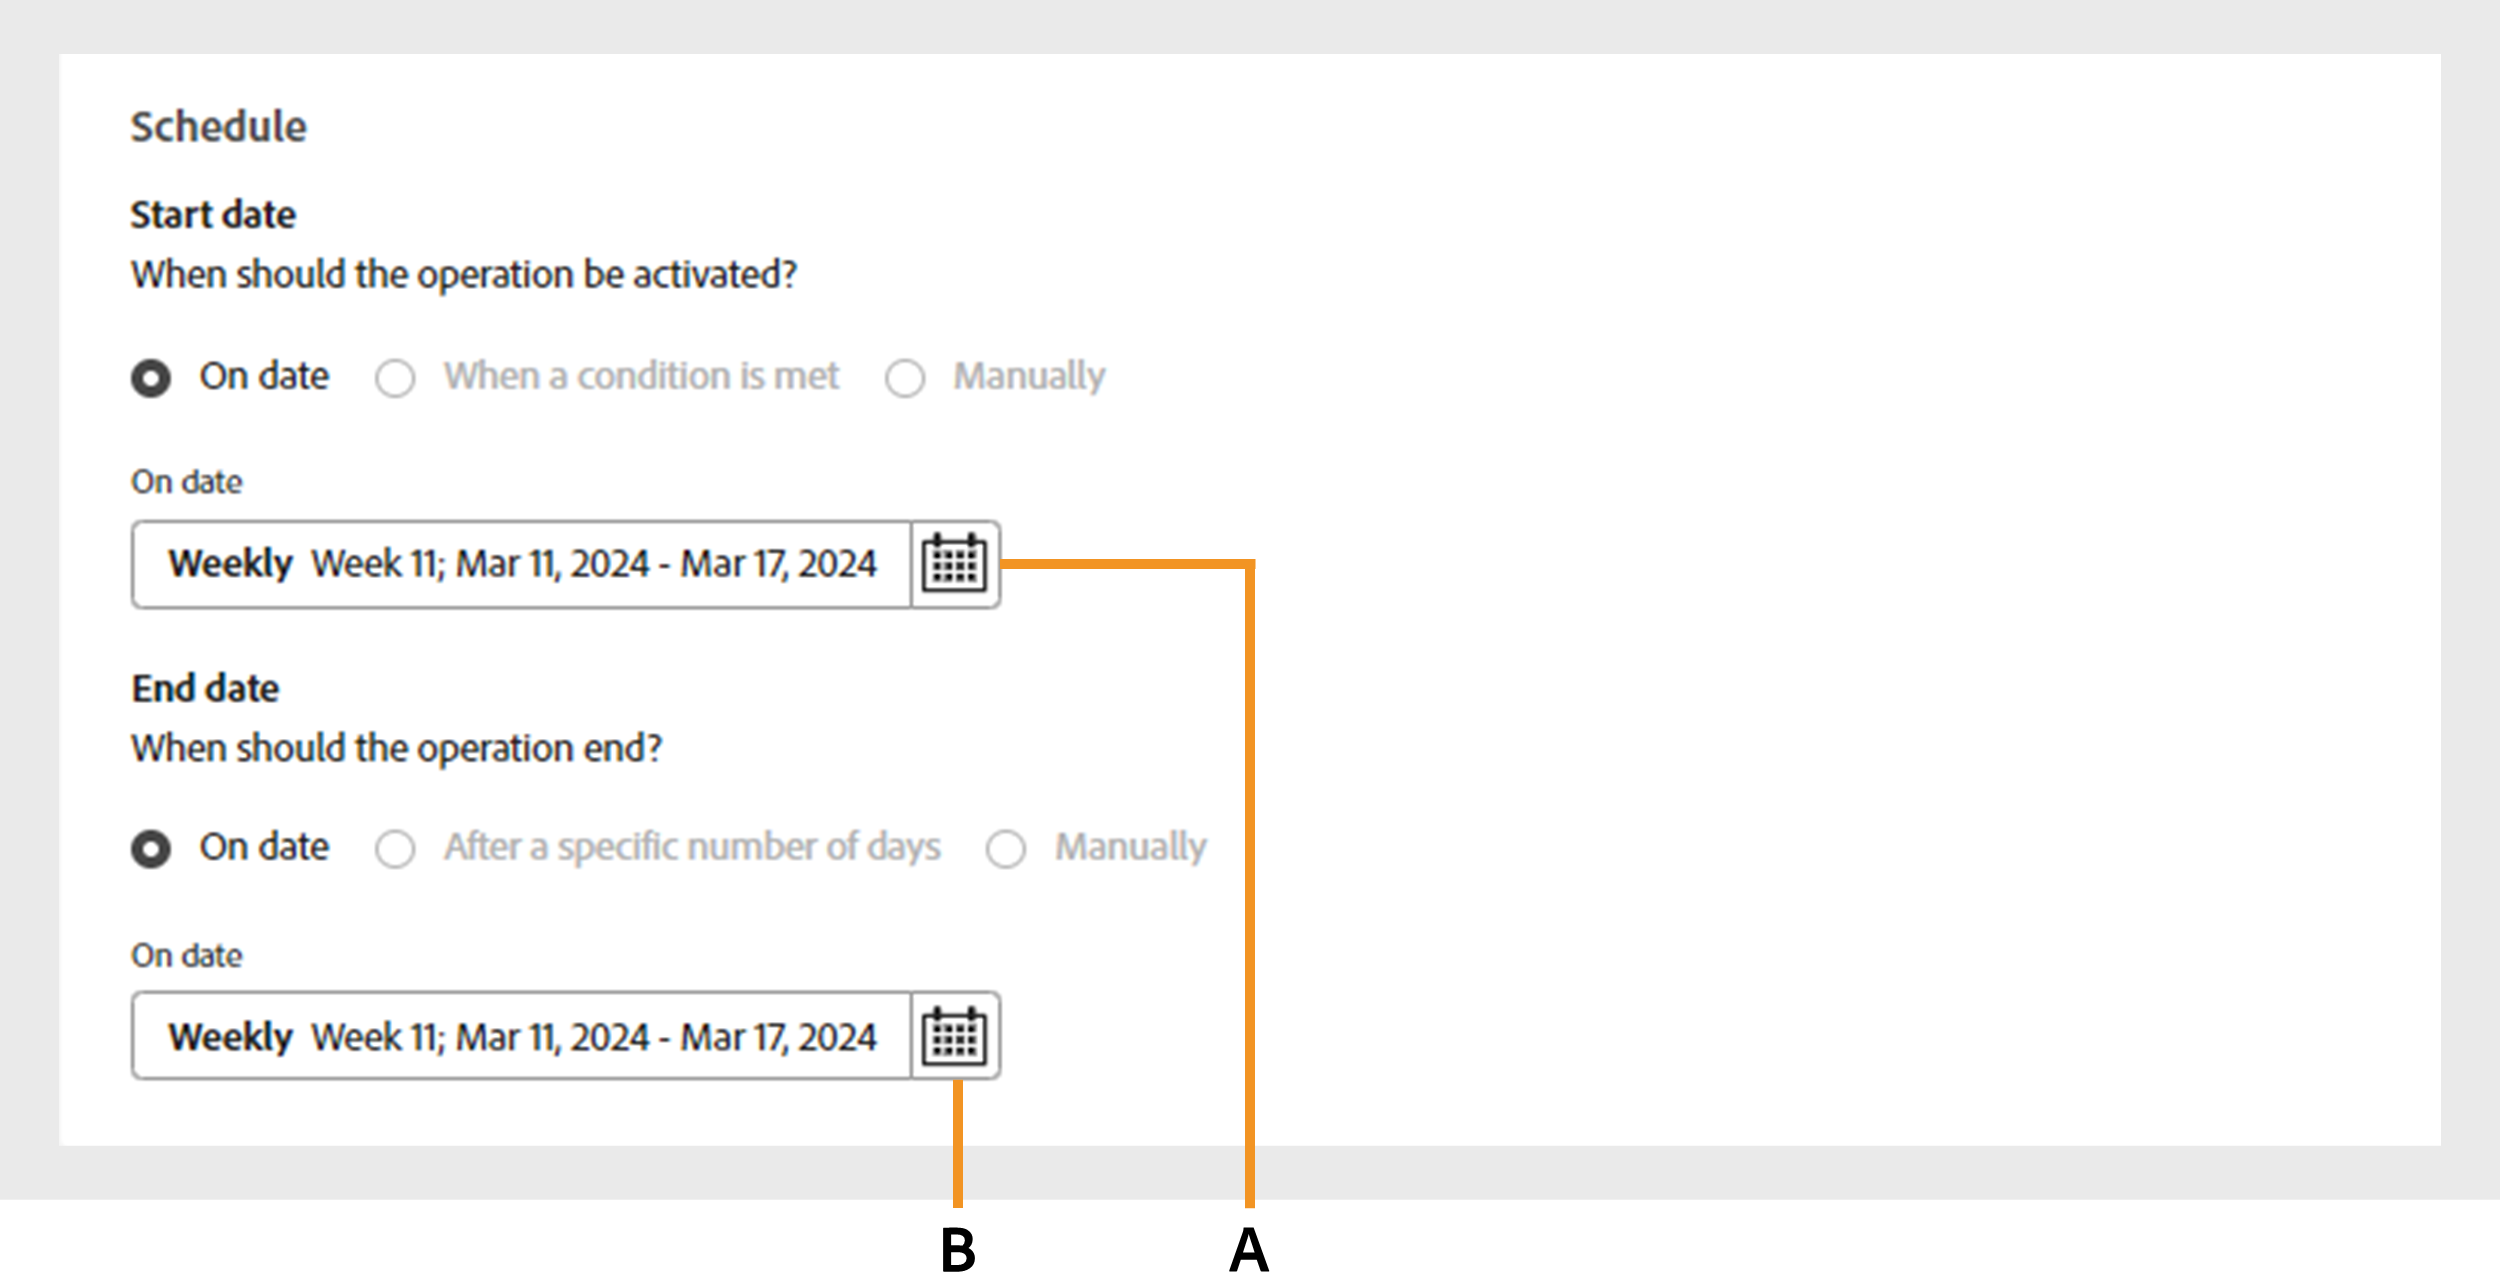 Schedule
Start date
When should the operation be activated?
On date When a condition is met Manually
On date
Weekly Week 11; Mar 11, 2024 - Mar 17, 2024
End date
When should the operation end?
On date After a specific number of days Manually
On date
Weekly Week 11; Mar 11, 2024 - Mar 17, 2024
B A